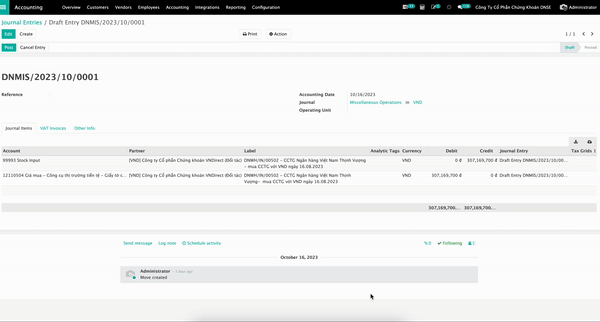 Accounting Overview Customers Vendors Employees Accounting Integrations Reporting Configuration Công Ty Cổ Phần Chứng Khoán DNSE Administrator
Journal Entries / Draft Entry DNMIS/2023/10/0001
Edit Create Print Action 1 / 1
Post Cancel Entry Draft Posted
DNMIS/2023/10/0001
Reference
Accounting Date 10/16/2023
Journal Miscellaneous Operations in VND
Operating Unit
Journal Items VAT Invoices Other Info
Account Partner Label Analytic Tags Currency Debit Credit Journal Entry Tax Grids
99993 Stock Input [VND] Công ty Cổ phần Chứng khoán VNDirect (Đối tác) DNWH/IN/00502 - CCTG Ngân hàng Việt Nam Thịnh Vượng VND 0 đ 307,169,700 đ Draft Entry DNMIS/2023/10/00...
- mua CCTG với VND ngày 16.08.2023
12110504 Giá mua - Công cụ thị trường tiền tệ - Giấy tờ c... [VND] Công ty Cổ phần Chứng khoán VNDirect (Đối tác) DNWH/IN/00502 - CCTG Ngân hàng Việt Nam Thịnh VND 307,169,700 đ 0 đ Draft Entry DNMIS/2023/10/00...
Vượng- mua CCTG với VND ngày 16.08.2023
307,169,700... 307,169,700...
Send message Log note Schedule activity 0 Following
October 16, 2023
Administrator
Move created